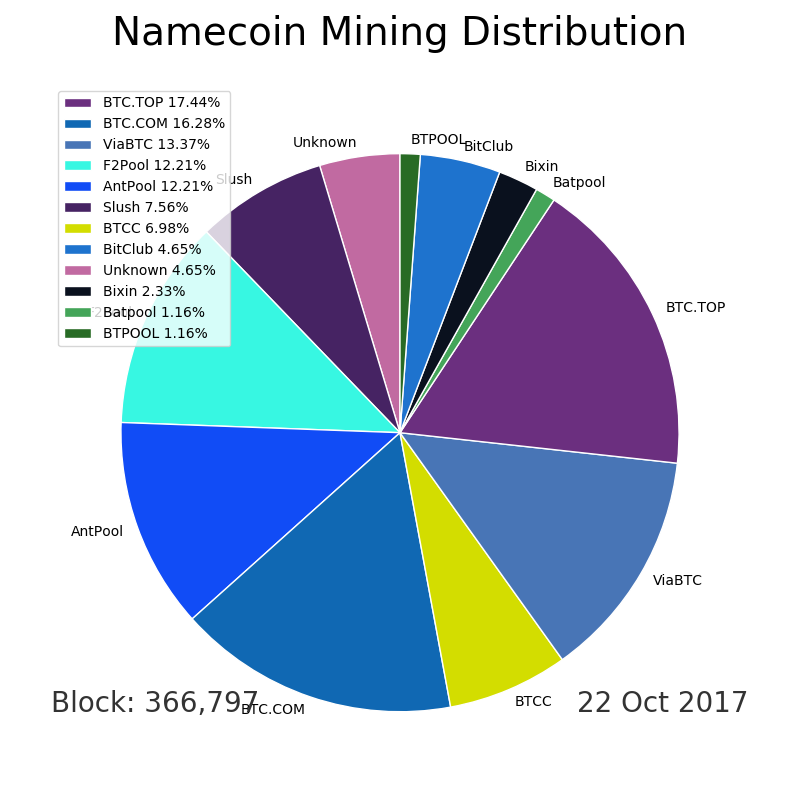 Namecoin Mining Distribution
BTC.TOP 17.44%
BTC.COM 16.28%
ViaBTC 13.37%
F2Pool 12.21%
AntPool 12.21%
Slush 7.56%
BTCC 6.98%
BitClub 4.65%
Unknown 4.65%
Bixin 2.33%
Batpool 1.16%
BTPOOL 1.16%
Unknown
BTPOOL
BitClub
Bixin
Batpool
Slush
BTC.TOP
AntPool
ViaBTC
BTCC
BTC.COM
Block: 366,797
22 Oct 2017